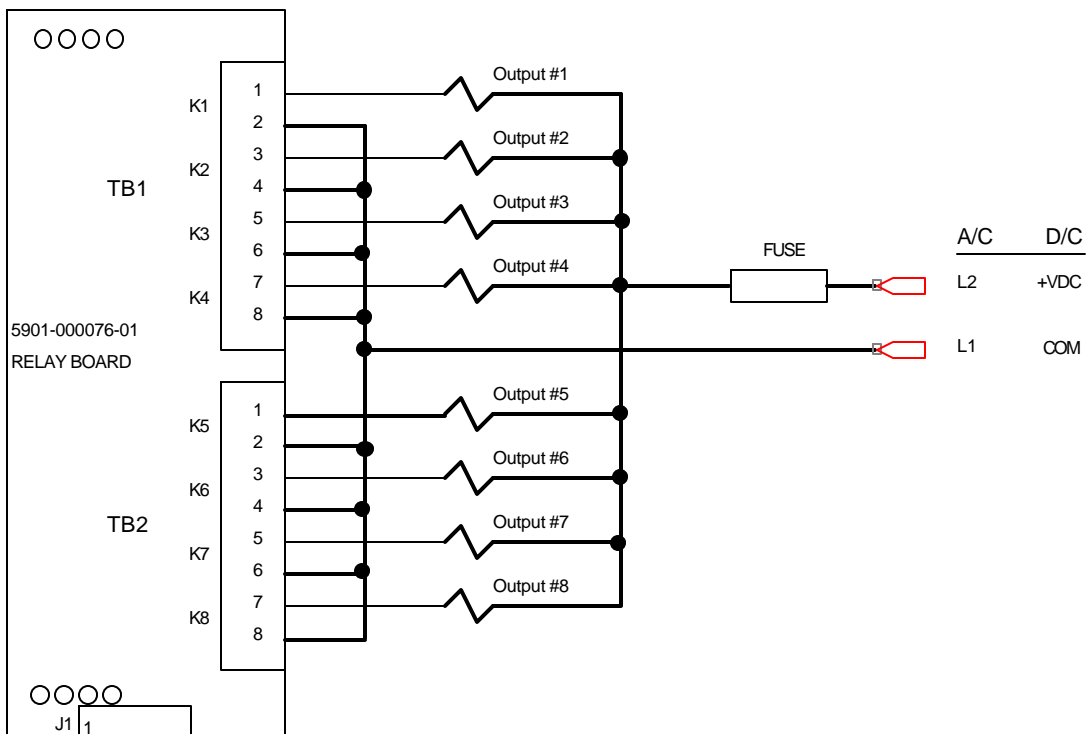 TB1
K1
K2
K3
K4
1
2
3
4
5
6
7
8
Output #1
Output #2
Output #3
Output #4
FUSE
A/C D/C
L2 +VDC
L1 COM
5901-000076-01
RELAY BOARD
TB2
K5
K6
K7
K8
1
2
3
4
5
6
7
8
Output #5
Output #6
Output #7
Output #8
J1 1